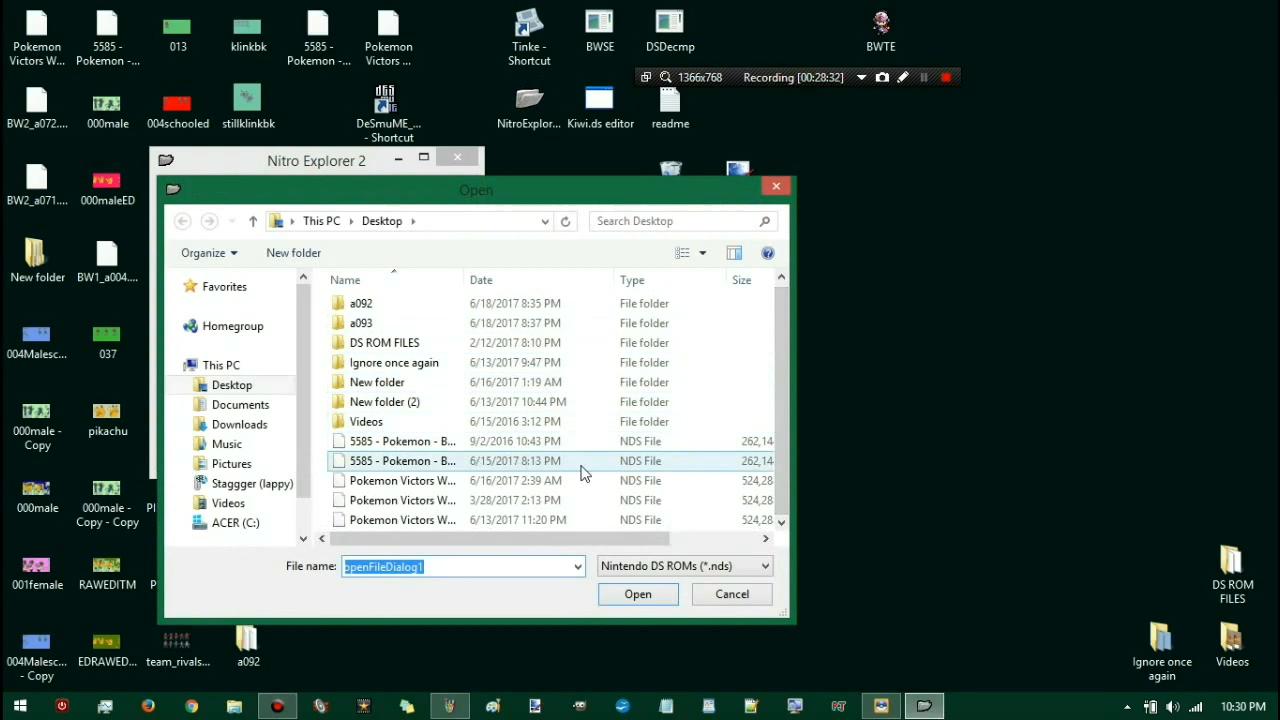 Pokemon Victors W...
5585 - Pokemon -...
013
klinkbk
5585 - Pokemon -...
Pokemon Victors ...
Tinke - Shortcut
BWSE
DSDecmp
BWTE
1366x768
Recording [00:28:32]
BW2_a072....
000male
004schooled
stillklinkbk
DeSmuME_... - Shortcut
NitroExplor...
Kiwi.ds editor
readme
BW2_a071....
000maleED
New folder
BW1_a004....
004Malesc...
037
000male - Copy
pikachu
000male
000male - Copy - Copy
001female
RAWEDITM
004Malesc... - Copy
EDRAWED...
team_rivals...
a092
Nitro Explorer 2
Open
This PC
Desktop
Search Desktop
Organize
New folder
Name
Date
Type
Size
Favorites
Homegroup
This PC
Desktop
Documents
Downloads
Music
Pictures
Staggger (lappy)
Videos
ACER (C:)
a092 6/18/2017 8:35 PM File folder
a093 6/18/2017 8:37 PM File folder
DS ROM FILES 2/12/2017 8:10 PM File folder
Ignore once again 6/13/2017 9:47 PM File folder
New folder 6/16/2017 1:19 AM File folder
New folder (2) 6/13/2017 10:44 PM File folder
Videos 6/15/2016 3:12 PM File folder
5585 - Pokemon - B... 9/2/2016 10:43 PM NDS File 262,14
5585 - Pokemon - B... 6/15/2017 8:13 PM NDS File 262,14
Pokemon Victors W... 6/16/2017 2:39 AM NDS File 524,28
Pokemon Victors W... 3/28/2017 2:13 PM NDS File 524,28
Pokemon Victors W... 6/13/2017 11:20 PM NDS File 524,28
File name:
openFileDialog1
Nintendo DS ROMs (*.nds)
Open
Cancel
DS ROM FILES
Ignore once again
Videos
10:30 PM